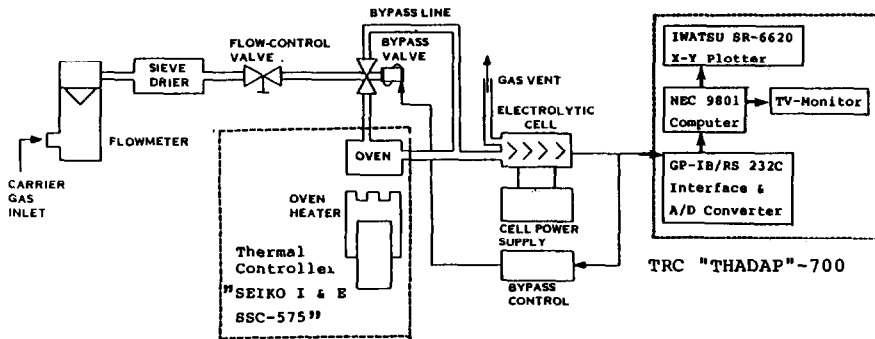 BYPASS LINE
FLOW-CONTROL
VALVE
BYPASS
VALVE
SIEVE
DRIER
FLOWMETER
CARRIER
GAS
INLET
GAS VENT
ELECTROLYTIC
CELL
OVEN
OVEN
HEATER
CELL POWER
SUPPLY
BYPASS
CONTROL
Thermal
Controller
"SEIKO I & E
SSC-575"
IWATSU SR-6620
X-Y Plotter
NEC 9801
Computer
TV-Monitor
GP-IB/RS 232C
Interface &
A/D Converter
TRC "THADAP"-700